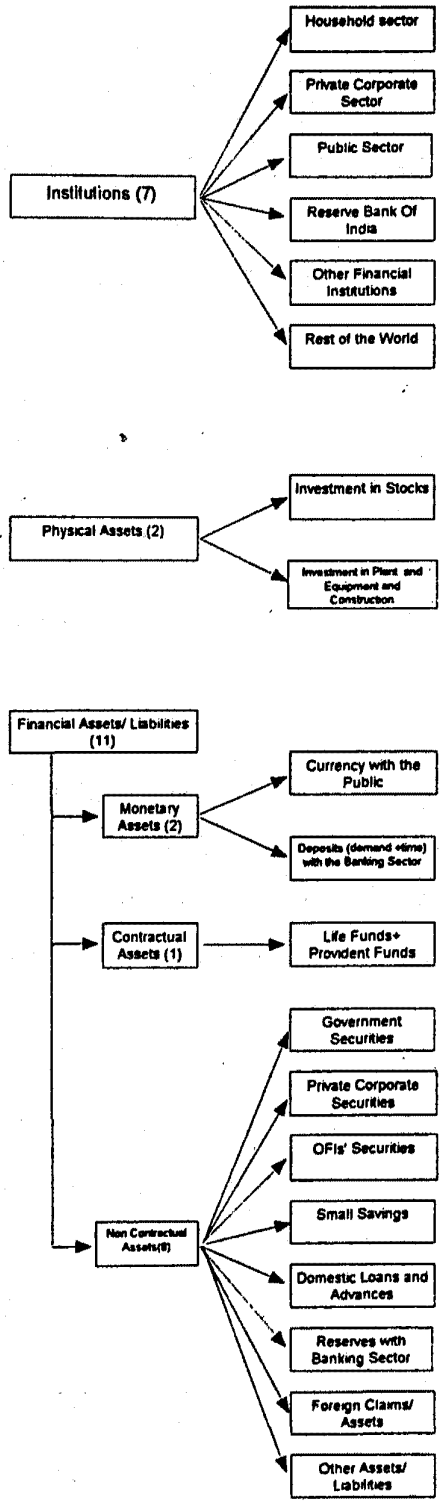 Household sector
Private Corporate
Sector
Public Sector
Institutions (7)
Reserve Bank Of
India
Other Financial
Institutions
Rest of the World
Investment in Stocks
Physical Assets (2)
Investment in Plant and
Equipment and
Construction
Financial Assets/ Liabilities
(11)
Currency with the
Public
Monetary
Assets (2)
Deposits (demand +time)
with the Banking Sector
Contractual
Assets (1)
Life Funds+
Provident Funds
Government
Securities
Private Corporate
Securities
OFIs' Securities
Small Savings
Non Contractual
Assets(8)
Domestic Loans and
Advances
Reserves with
Banking Sector
Foreign Claims/
Assets
Other Assets/
Liabilities